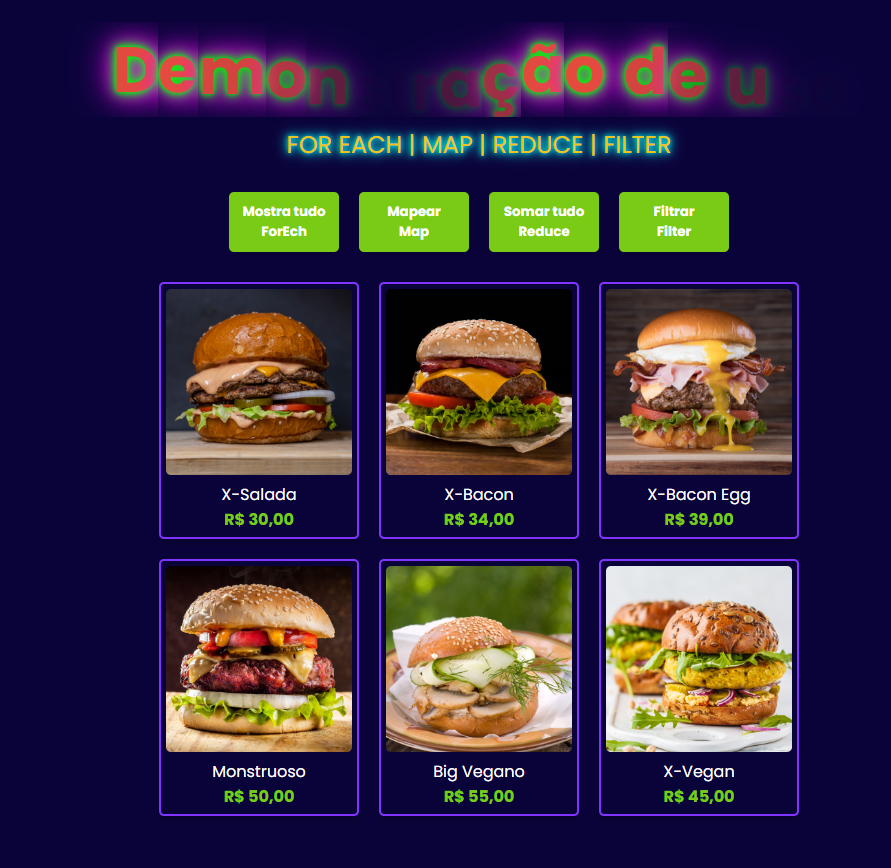 Demon ração de u
FOR EACH | MAP | REDUCE | FILTER
Mostra tudo
ForEch
Mapear
Map
Somar tudo
Reduce
Filtrar
Filter
X-Salada
R$ 30,00
X-Bacon
R$ 34,00
X-Bacon Egg
R$ 39,00
Monstruoso
R$ 50,00
Big Vegano
R$ 55,00
X-Vegan
R$ 45,00